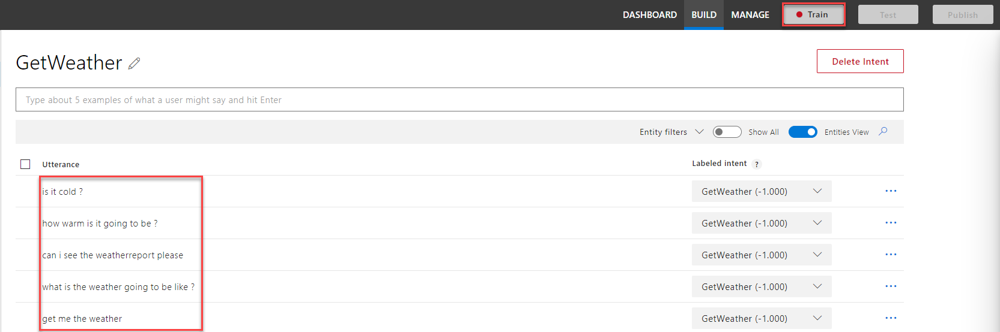 DASHBOARD BUILD MANAGE Train Test Publish
GetWeather Delete Intent
Type about 5 examples of what a user might say and hit Enter
Entity filters Show All Entities View
Utterance Labeled intent ?
is it cold ? GetWeather (-1.000)
how warm is it going to be ? GetWeather (-1.000)
can i see the weatherreport please GetWeather (-1.000)
what is the weather going to be like ? GetWeather (-1.000)
get me the weather GetWeather (-1.000)